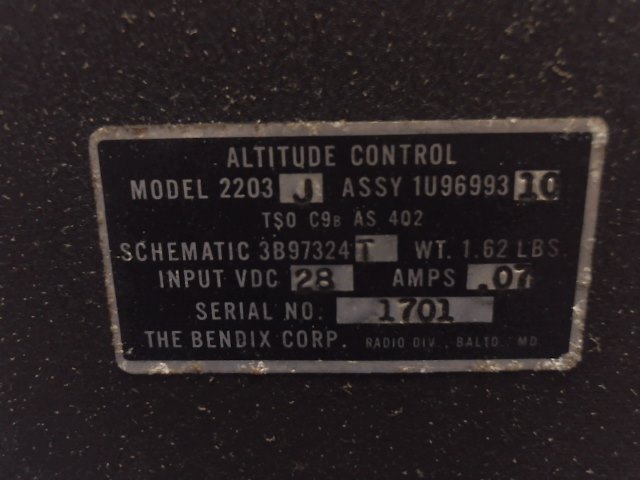 ALTITUDE CONTROL
MODEL 2203 J ASSY 1U96993 10
TSO C9B AS 402
SCHEMATIC 3B97324 T WT. 1.62 LBS
INPUT VDC 28 AMPS .07
SERIAL NO. 1701
THE BENDIX CORP. RADIO DIV., BALTO., MD.